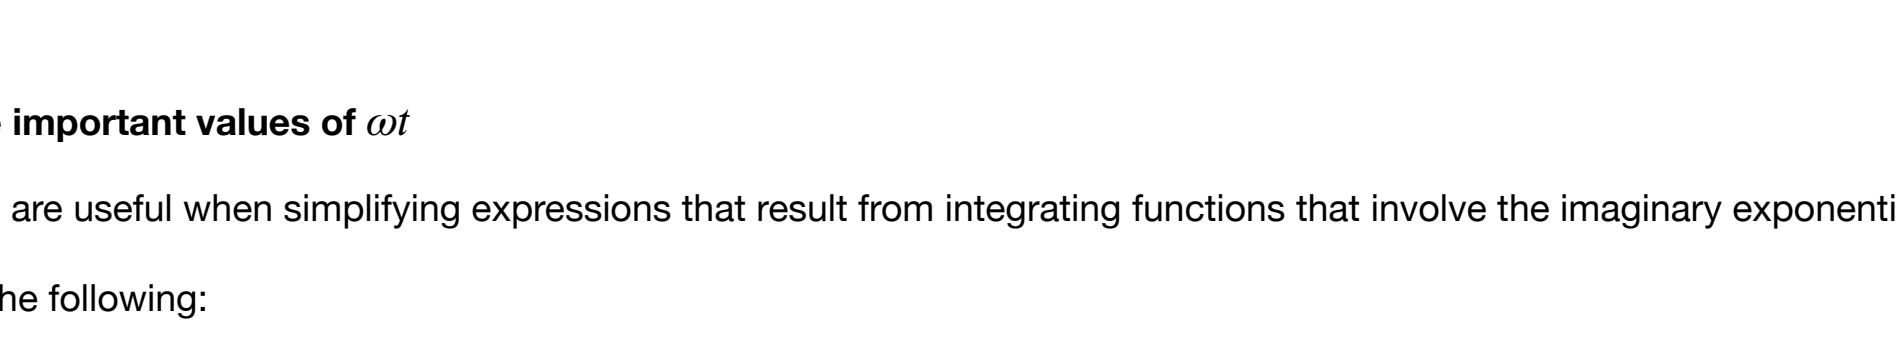 important values of ωt
are useful when simplifying expressions that result from integrating functions that involve the imaginary exponenti
he following: